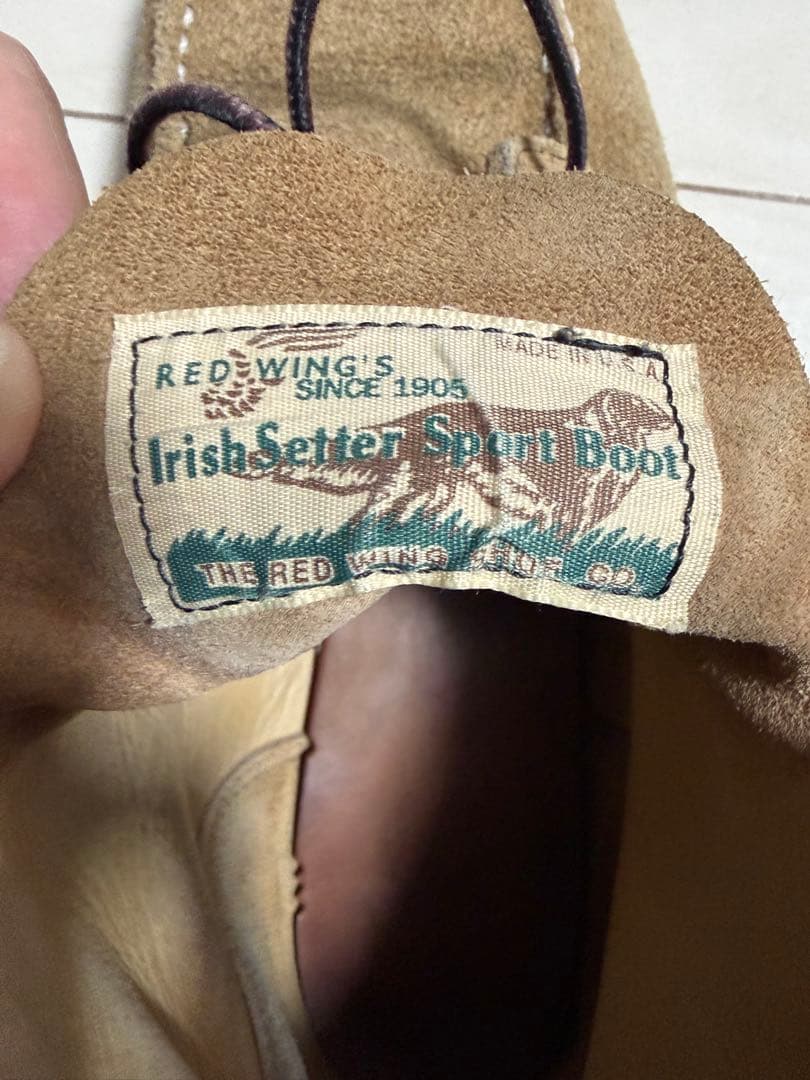 MADE IN U.S.A
RED WING'S
SINCE 1905
Irish Setter Sport Boot
THE RED WING SHOE CO.